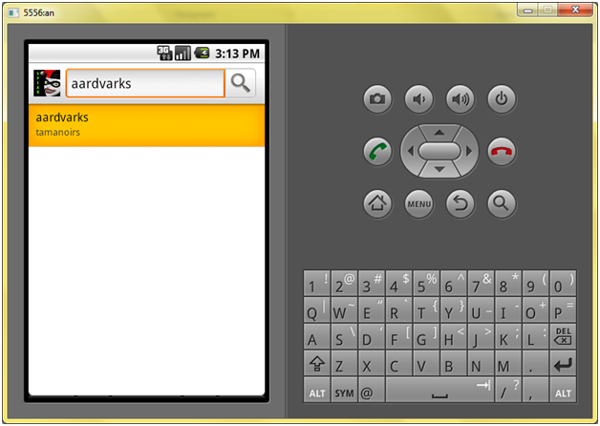 5556:an
3G
3:13 PM
aardvarks
aardvarks
tamanoirs
MENU
1 ! 2 @ 3 # 4 $ 5 % 6 ^ 7 & 8 * 9 ( 0 )
Q | W ~ E “ R ` T { Y } U _ I - O + P =
A S \ D ‘ F [ G ] H < J > K ; L : DEL
Z X C V B N M .
ALT SYM @ / ? , ALT